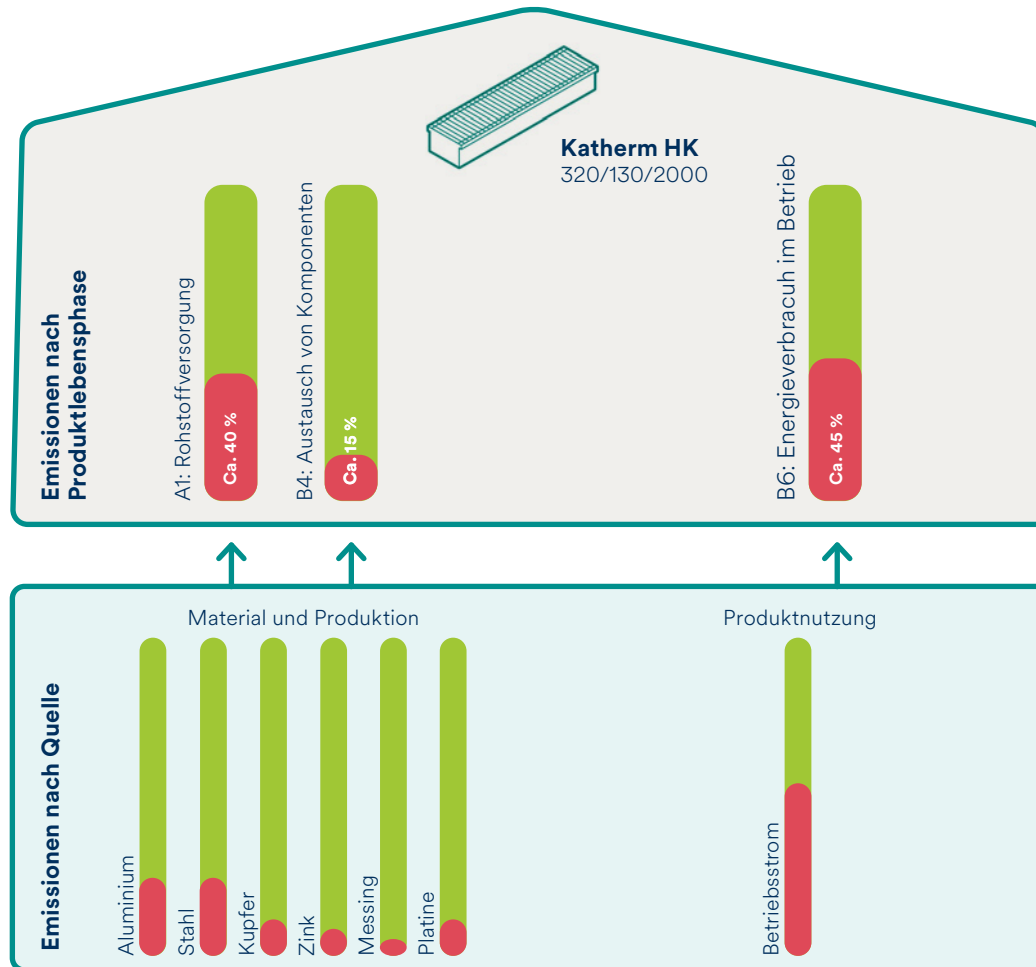 Katherm HK
320/130/2000
Emissionen nach
Produktlebensphase
A1: Rohstoffversorgung
Ca. 40 %
B4: Austausch von Komponenten
Ca. 15 %
B6: Energieverbracuh im Betrieb
Ca. 45 %
Emissionen nach Quelle
Material und Produktion
Aluminium
Stahl
Kupfer
Zink
Messing
Platine
Produktnutzung
Betriebsstrom